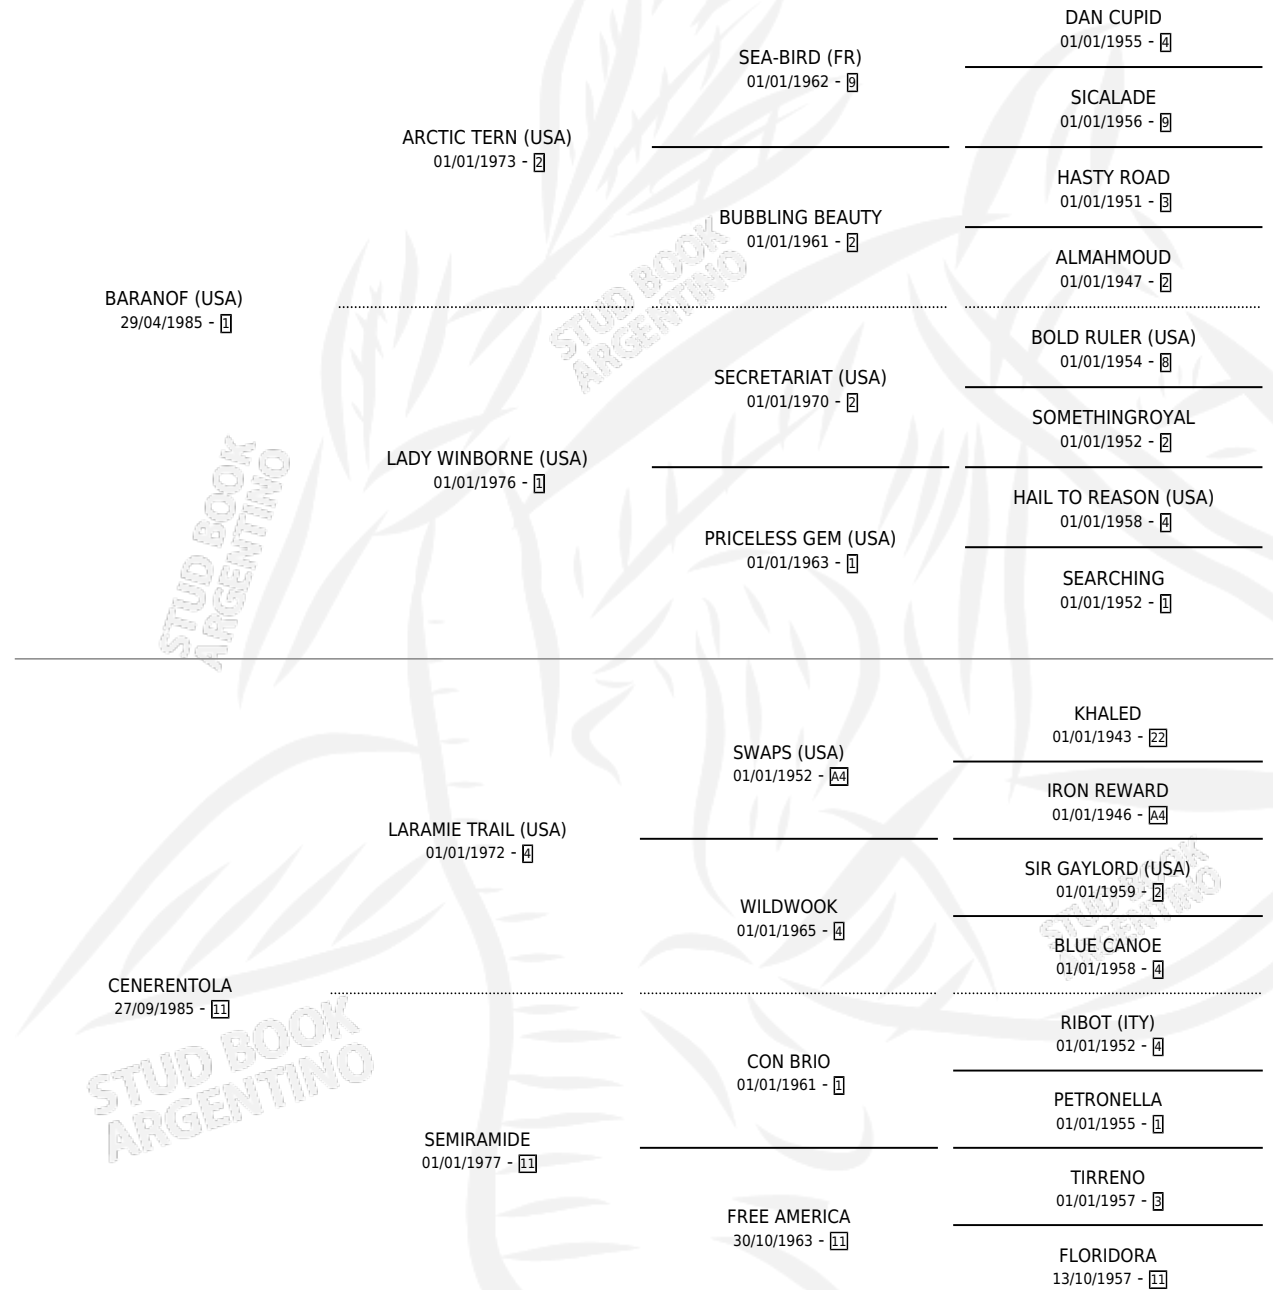 DAN CUPID
01/01/1955 - 4
SEA-BIRD (FR)
01/01/1962 - 9
SICALADE
01/01/1956 - 9
ARCTIC TERN (USA)
01/01/1973 - 2
HASTY ROAD
01/01/1951 - 3
BUBBLING BEAUTY
01/01/1961 - 2
ALMAHMOUD
01/01/1947 - 2
BARANOF (USA)
29/04/1985 - 1
BOLD RULER (USA)
01/01/1954 - 8
SECRETARIAT (USA)
01/01/1970 - 2
SOMETHINGROYAL
01/01/1952 - 2
LADY WINBORNE (USA)
01/01/1976 - 1
HAIL TO REASON (USA)
01/01/1958 - 4
PRICELESS GEM (USA)
01/01/1963 - 1
SEARCHING
01/01/1952 - 1
KHALED
01/01/1943 - 22
SWAPS (USA)
01/01/1952 - A4
IRON REWARD
01/01/1946 - A4
LARAMIE TRAIL (USA)
01/01/1972 - 4
SIR GAYLORD (USA)
01/01/1959 - 2
WILDWOOK
01/01/1965 - 4
BLUE CANOE
01/01/1958 - 4
CENERENTOLA
27/09/1985 - 11
RIBOT (ITY)
01/01/1952 - 4
CON BRIO
01/01/1961 - 1
PETRONELLA
01/01/1955 - 1
SEMIRAMIDE
01/01/1977 - 11
TIRRENO
01/01/1957 - 3
FREE AMERICA
30/10/1963 - 11
FLORIDORA
13/10/1957 - 11
STUD BOOK
ARGENTINO
STUD BOOK
ARGENTINO
STUD BOOK
ARGENTINO
STUD BOOK
ARGENTINO